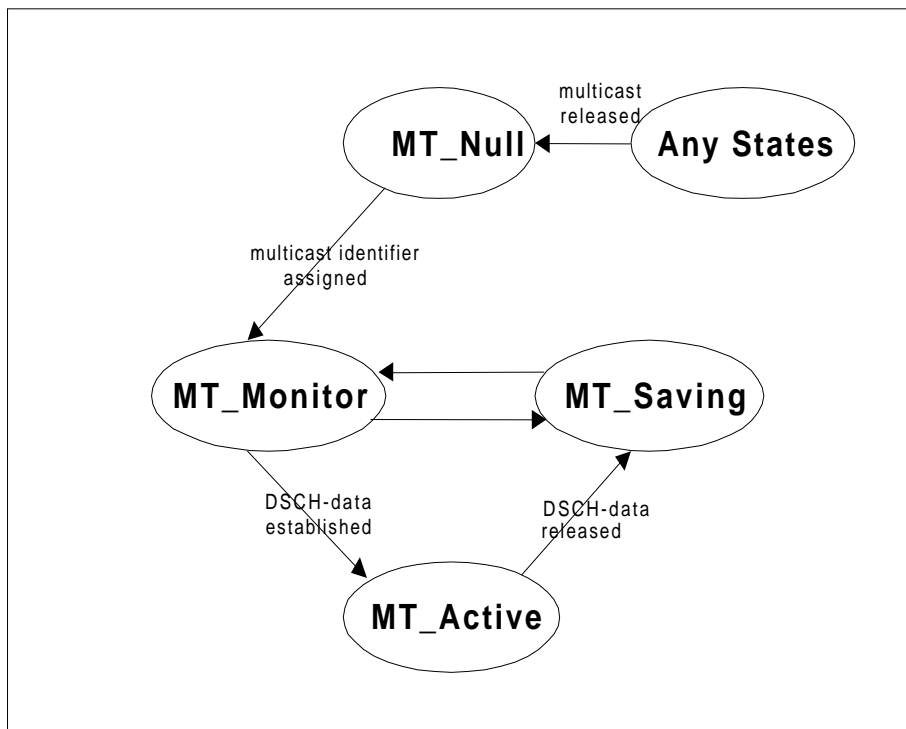 multicast
released
MT_Null
Any States
multicast identifier
assigned
MT_Monitor
MT_Saving
DSCH-data
established
DSCH-data
released
MT_Active